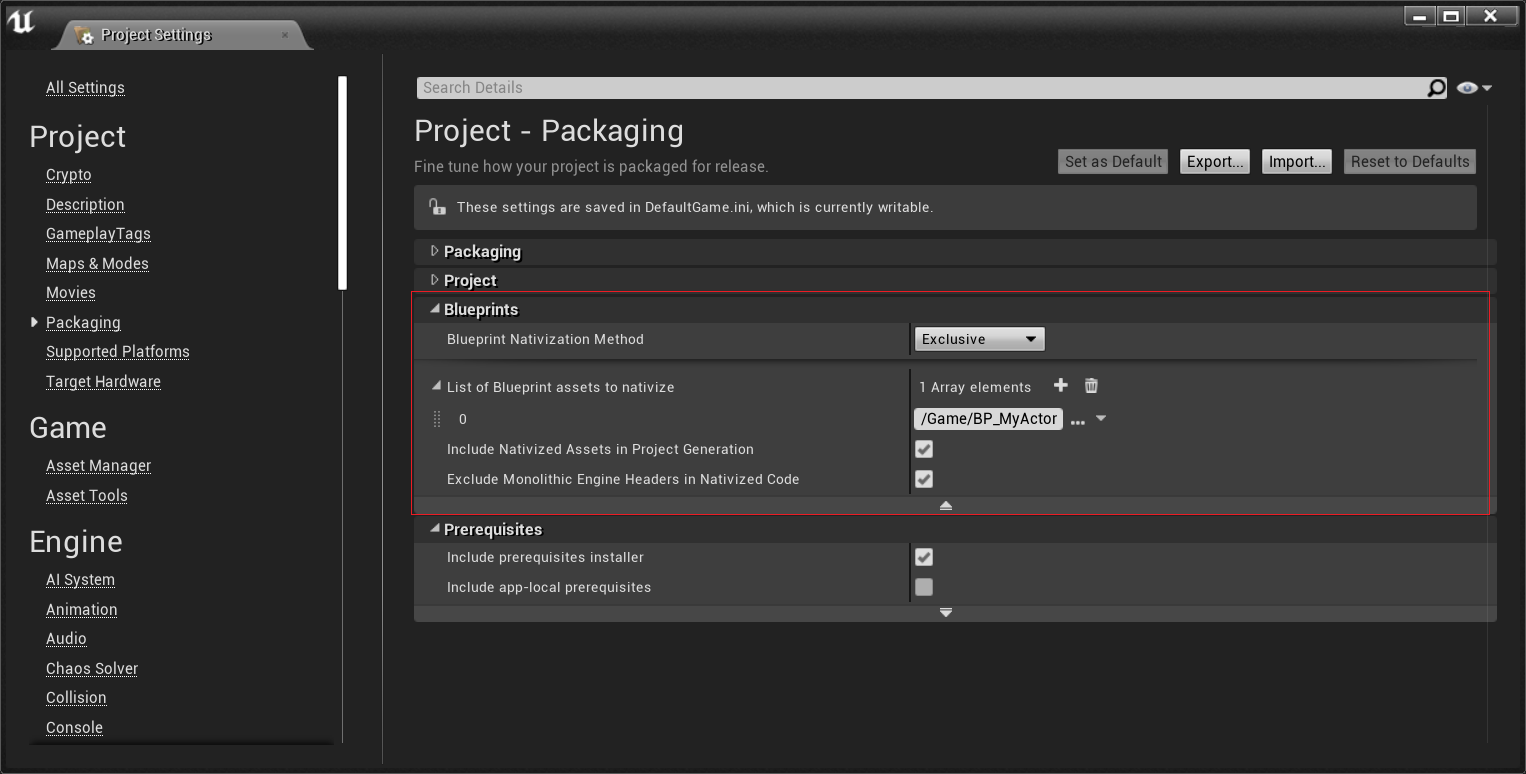 Project Settings
All Settings
Project
Crypto
Description
GameplayTags
Maps & Modes
Movies
Packaging
Supported Platforms
Target Hardware
Game
Asset Manager
Asset Tools
Engine
AI System
Animation
Audio
Chaos Solver
Collision
Console
Search Details
Project - Packaging
Fine tune how your project is packaged for release.
Set as Default Export... Import... Reset to Defaults
These settings are saved in DefaultGame.ini, which is currently writable.
Packaging
Project
Blueprints
Blueprint Nativization Method Exclusive
List of Blueprint assets to nativize 1 Array elements
0 /Game/BP_MyActor ...
Include Nativized Assets in Project Generation
Exclude Monolithic Engine Headers in Nativized Code
Prerequisites
Include prerequisites installer
Include app-local prerequisites